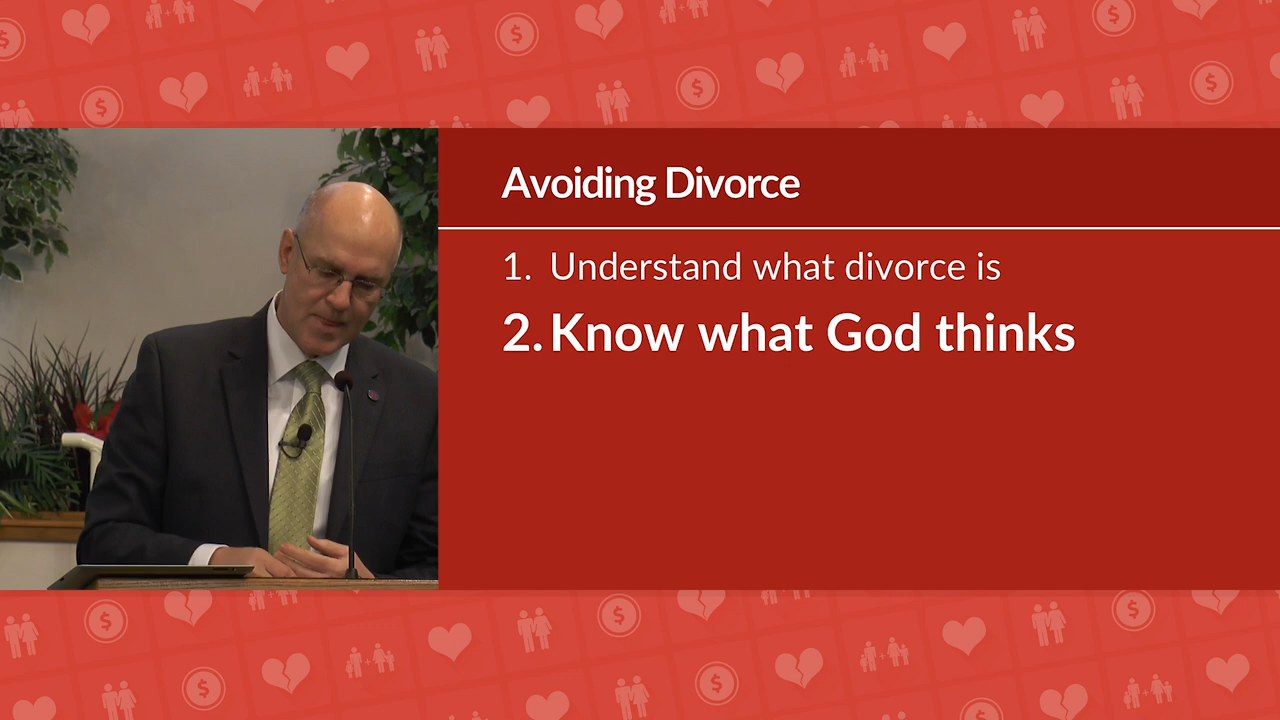 Avoiding Divorce
1. Understand what divorce is
2. Know what God thinks